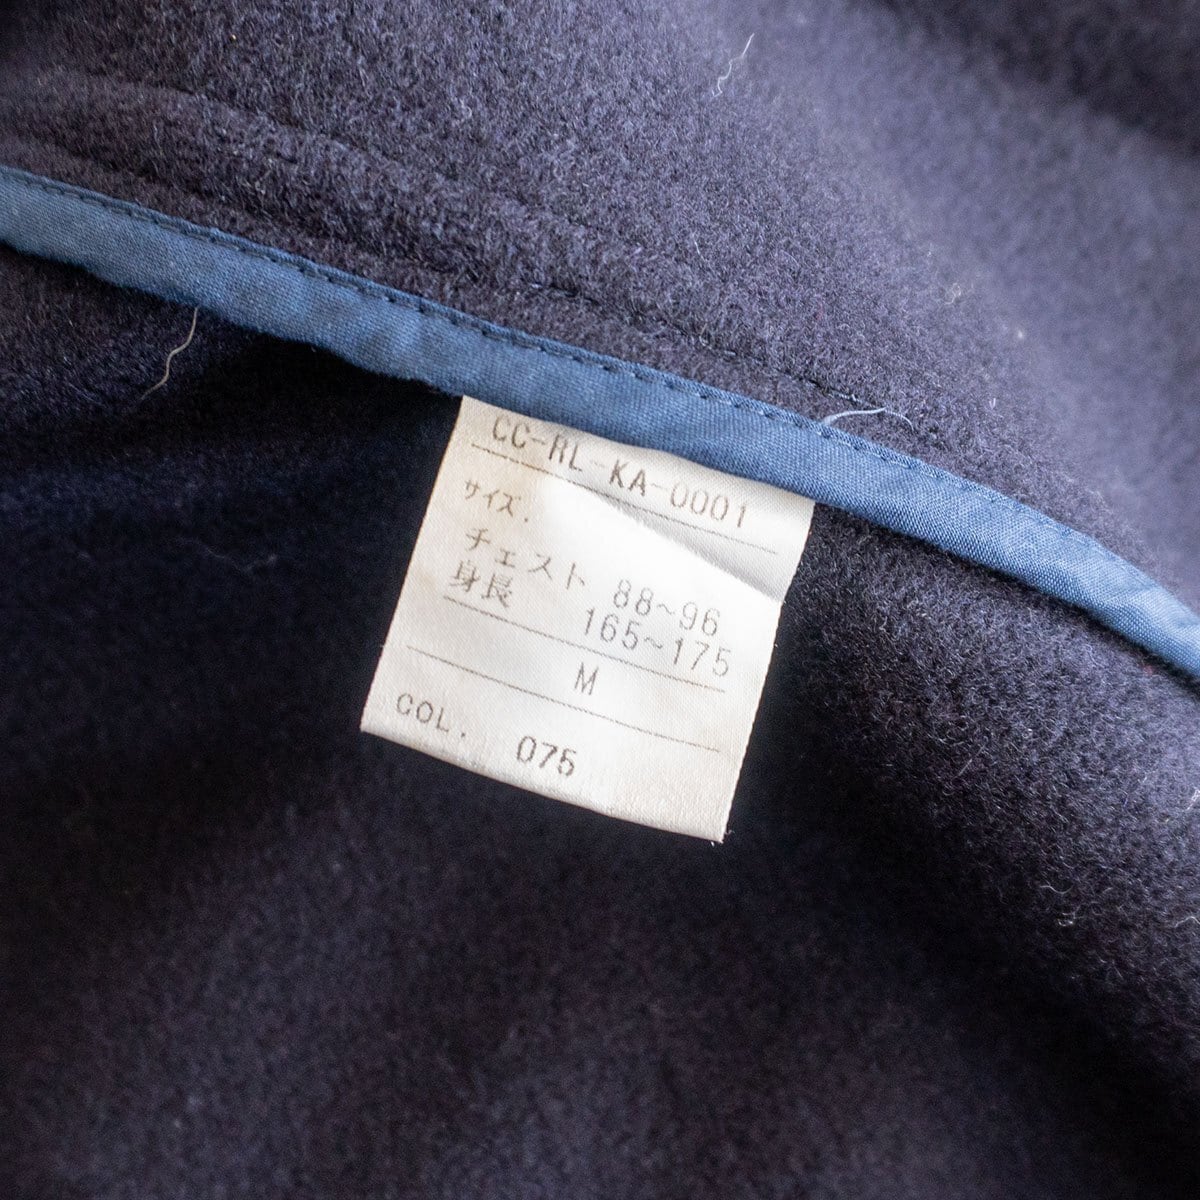 CC-RL-KA-0001
サイズ.
チェスト 88~96
身長 165~175
M
COL. 075